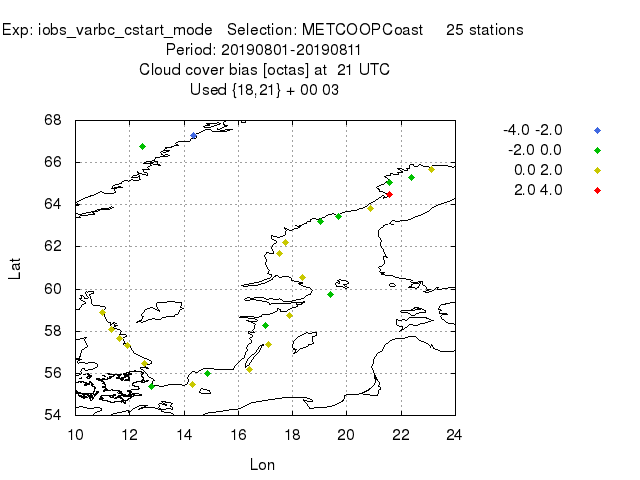 Exp: iobs_varbc_cstart_mode   Selection: METCOOPCoast     25 stations
Period: 20190801-20190811
Cloud cover bias [octas] at  21 UTC
Used {18,21} + 00 03
68
66
64
62
60
58
56
54
Lat
10 12 14 16 18 20 22 24
Lon
-4.0 -2.0
-2.0 0.0
0.0 2.0
2.0 4.0